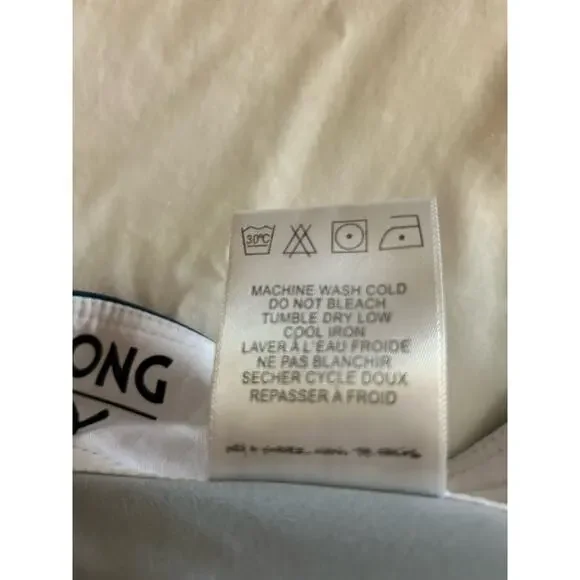 30°C
MACHINE WASH COLD
DO NOT BLEACH
TUMBLE DRY LOW
COOL IRON
LAVER À L'EAU FROIDE
NE PAS BLANCHIR
SECHER CYCLE DOUX
REPASSER À FROID
ONG